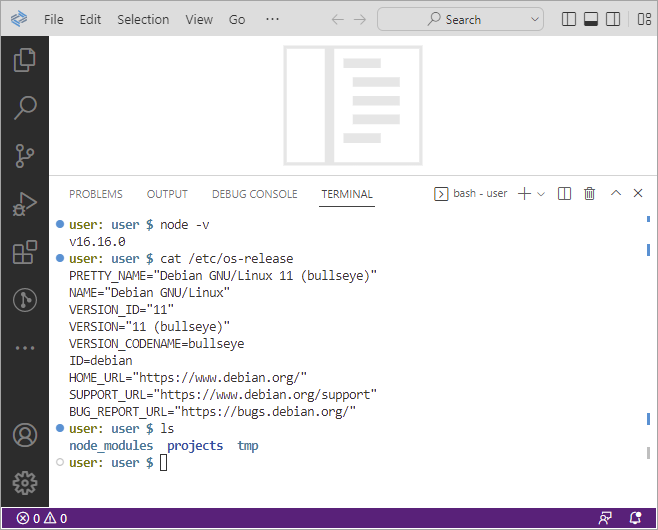 File Edit Selection View Go ··· Search
PROBLEMS OUTPUT DEBUG CONSOLE TERMINAL bash - user
user: user $ node -v
v16.16.0
user: user $ cat /etc/os-release
PRETTY_NAME="Debian GNU/Linux 11 (bullseye)"
NAME="Debian GNU/Linux"
VERSION_ID="11"
VERSION="11 (bullseye)"
VERSION_CODENAME=bullseye
ID=debian
HOME_URL="https://www.debian.org/"
SUPPORT_URL="https://www.debian.org/support"
BUG_REPORT_URL="https://bugs.debian.org/"
user: user $ ls
node_modules projects tmp
user: user $
0 0